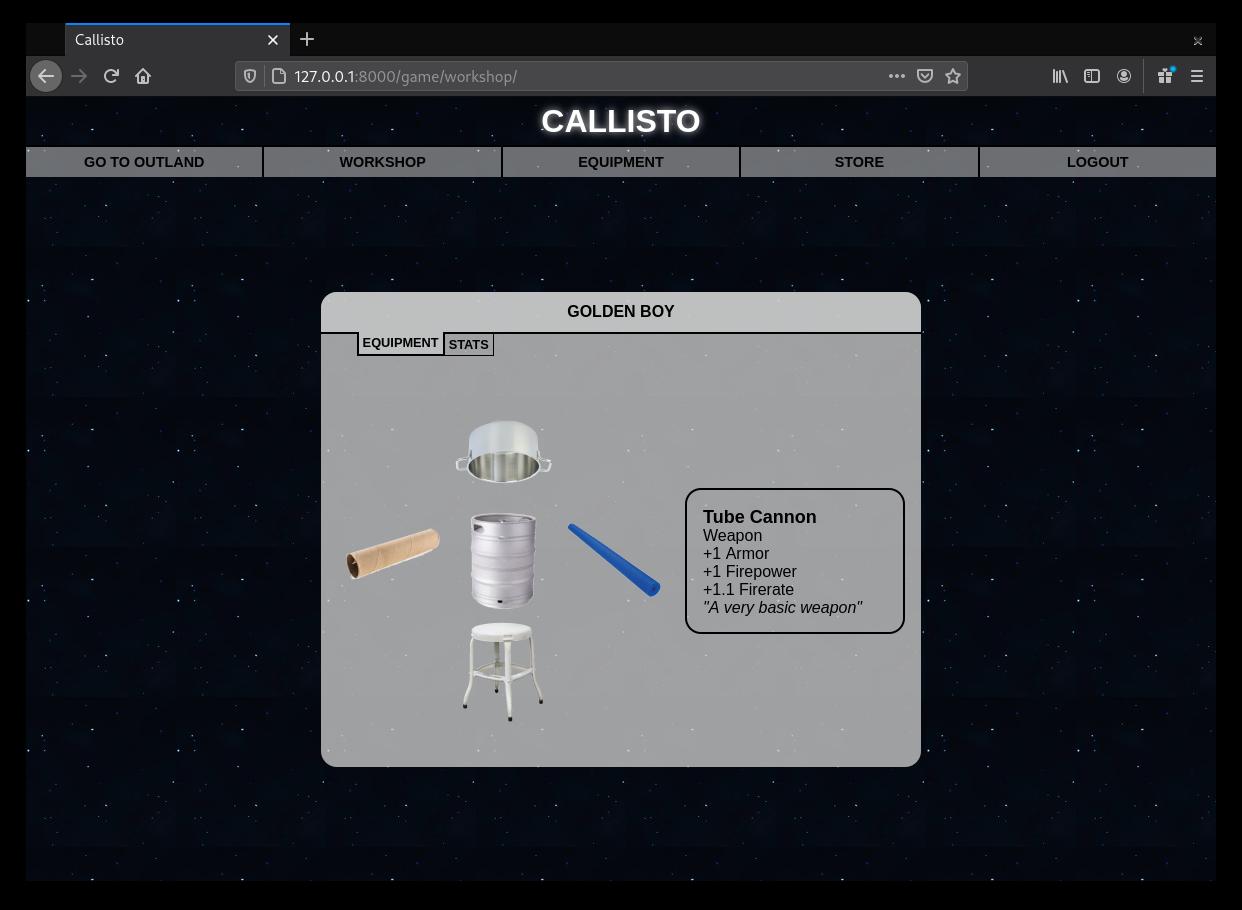 Callisto
127.0.0.1:8000/game/workshop/
CALLISTO
GO TO OUTLAND
WORKSHOP
EQUIPMENT
STORE
LOGOUT
GOLDEN BOY
EQUIPMENT
STATS
Tube Cannon
Weapon
+1 Armor
+1 Firepower
+1.1 Firerate
"A very basic weapon"